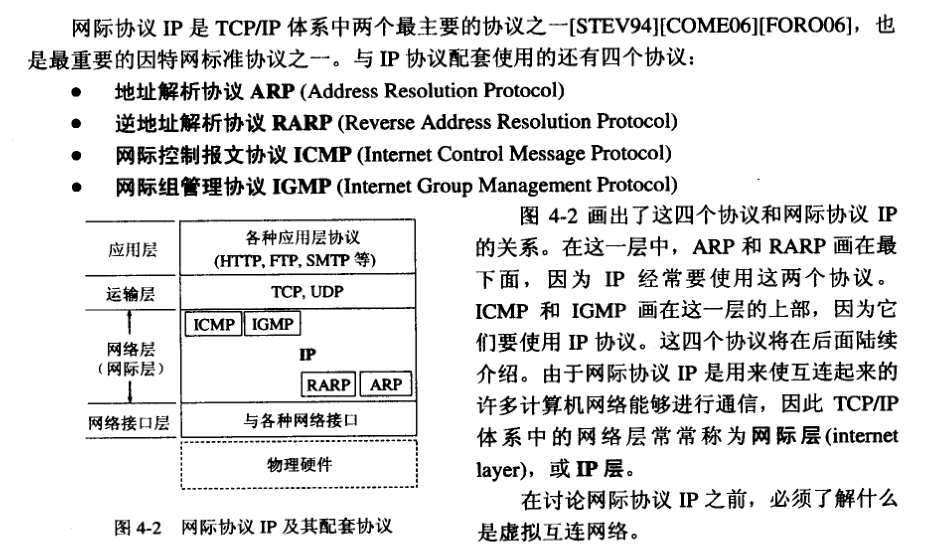 网际协议 IP 是 TCP/IP 体系中两个最主要的协议之一[STEV94][COME06][FORO06]，也
是最重要的因特网标准协议之一。与 IP 协议配套使用的还有四个协议：
● 地址解析协议 ARP (Address Resolution Protocol)
● 逆地址解析协议 RARP (Reverse Address Resolution Protocol)
● 网际控制报文协议 ICMP (Internet Control Message Protocol)
● 网际组管理协议 IGMP (Internet Group Management Protocol)
应用层
各种应用层协议
(HTTP, FTP, SMTP 等)
运输层
TCP, UDP
网络层
（网际层）
ICMP IGMP
IP
RARP ARP
网络接口层
与各种网络接口
物理硬件
图 4-2 网际协议 IP 及其配套协议
图 4-2 画出了这四个协议和网际协议 IP
的关系。在这一层中，ARP 和 RARP 画在最
下面，因为 IP 经常要使用这两个协议。
ICMP 和 IGMP 画在这一层的上部，因为它
们要使用 IP 协议。这四个协议将在后面陆续
介绍。由于网际协议 IP 是用来使互连起来的
许多计算机网络能够进行通信，因此 TCP/IP
体系中的网络层常常称为网际层(internet
layer)，或 IP 层。
在讨论网际协议 IP 之前，必须了解什么
是虚拟互连网络。